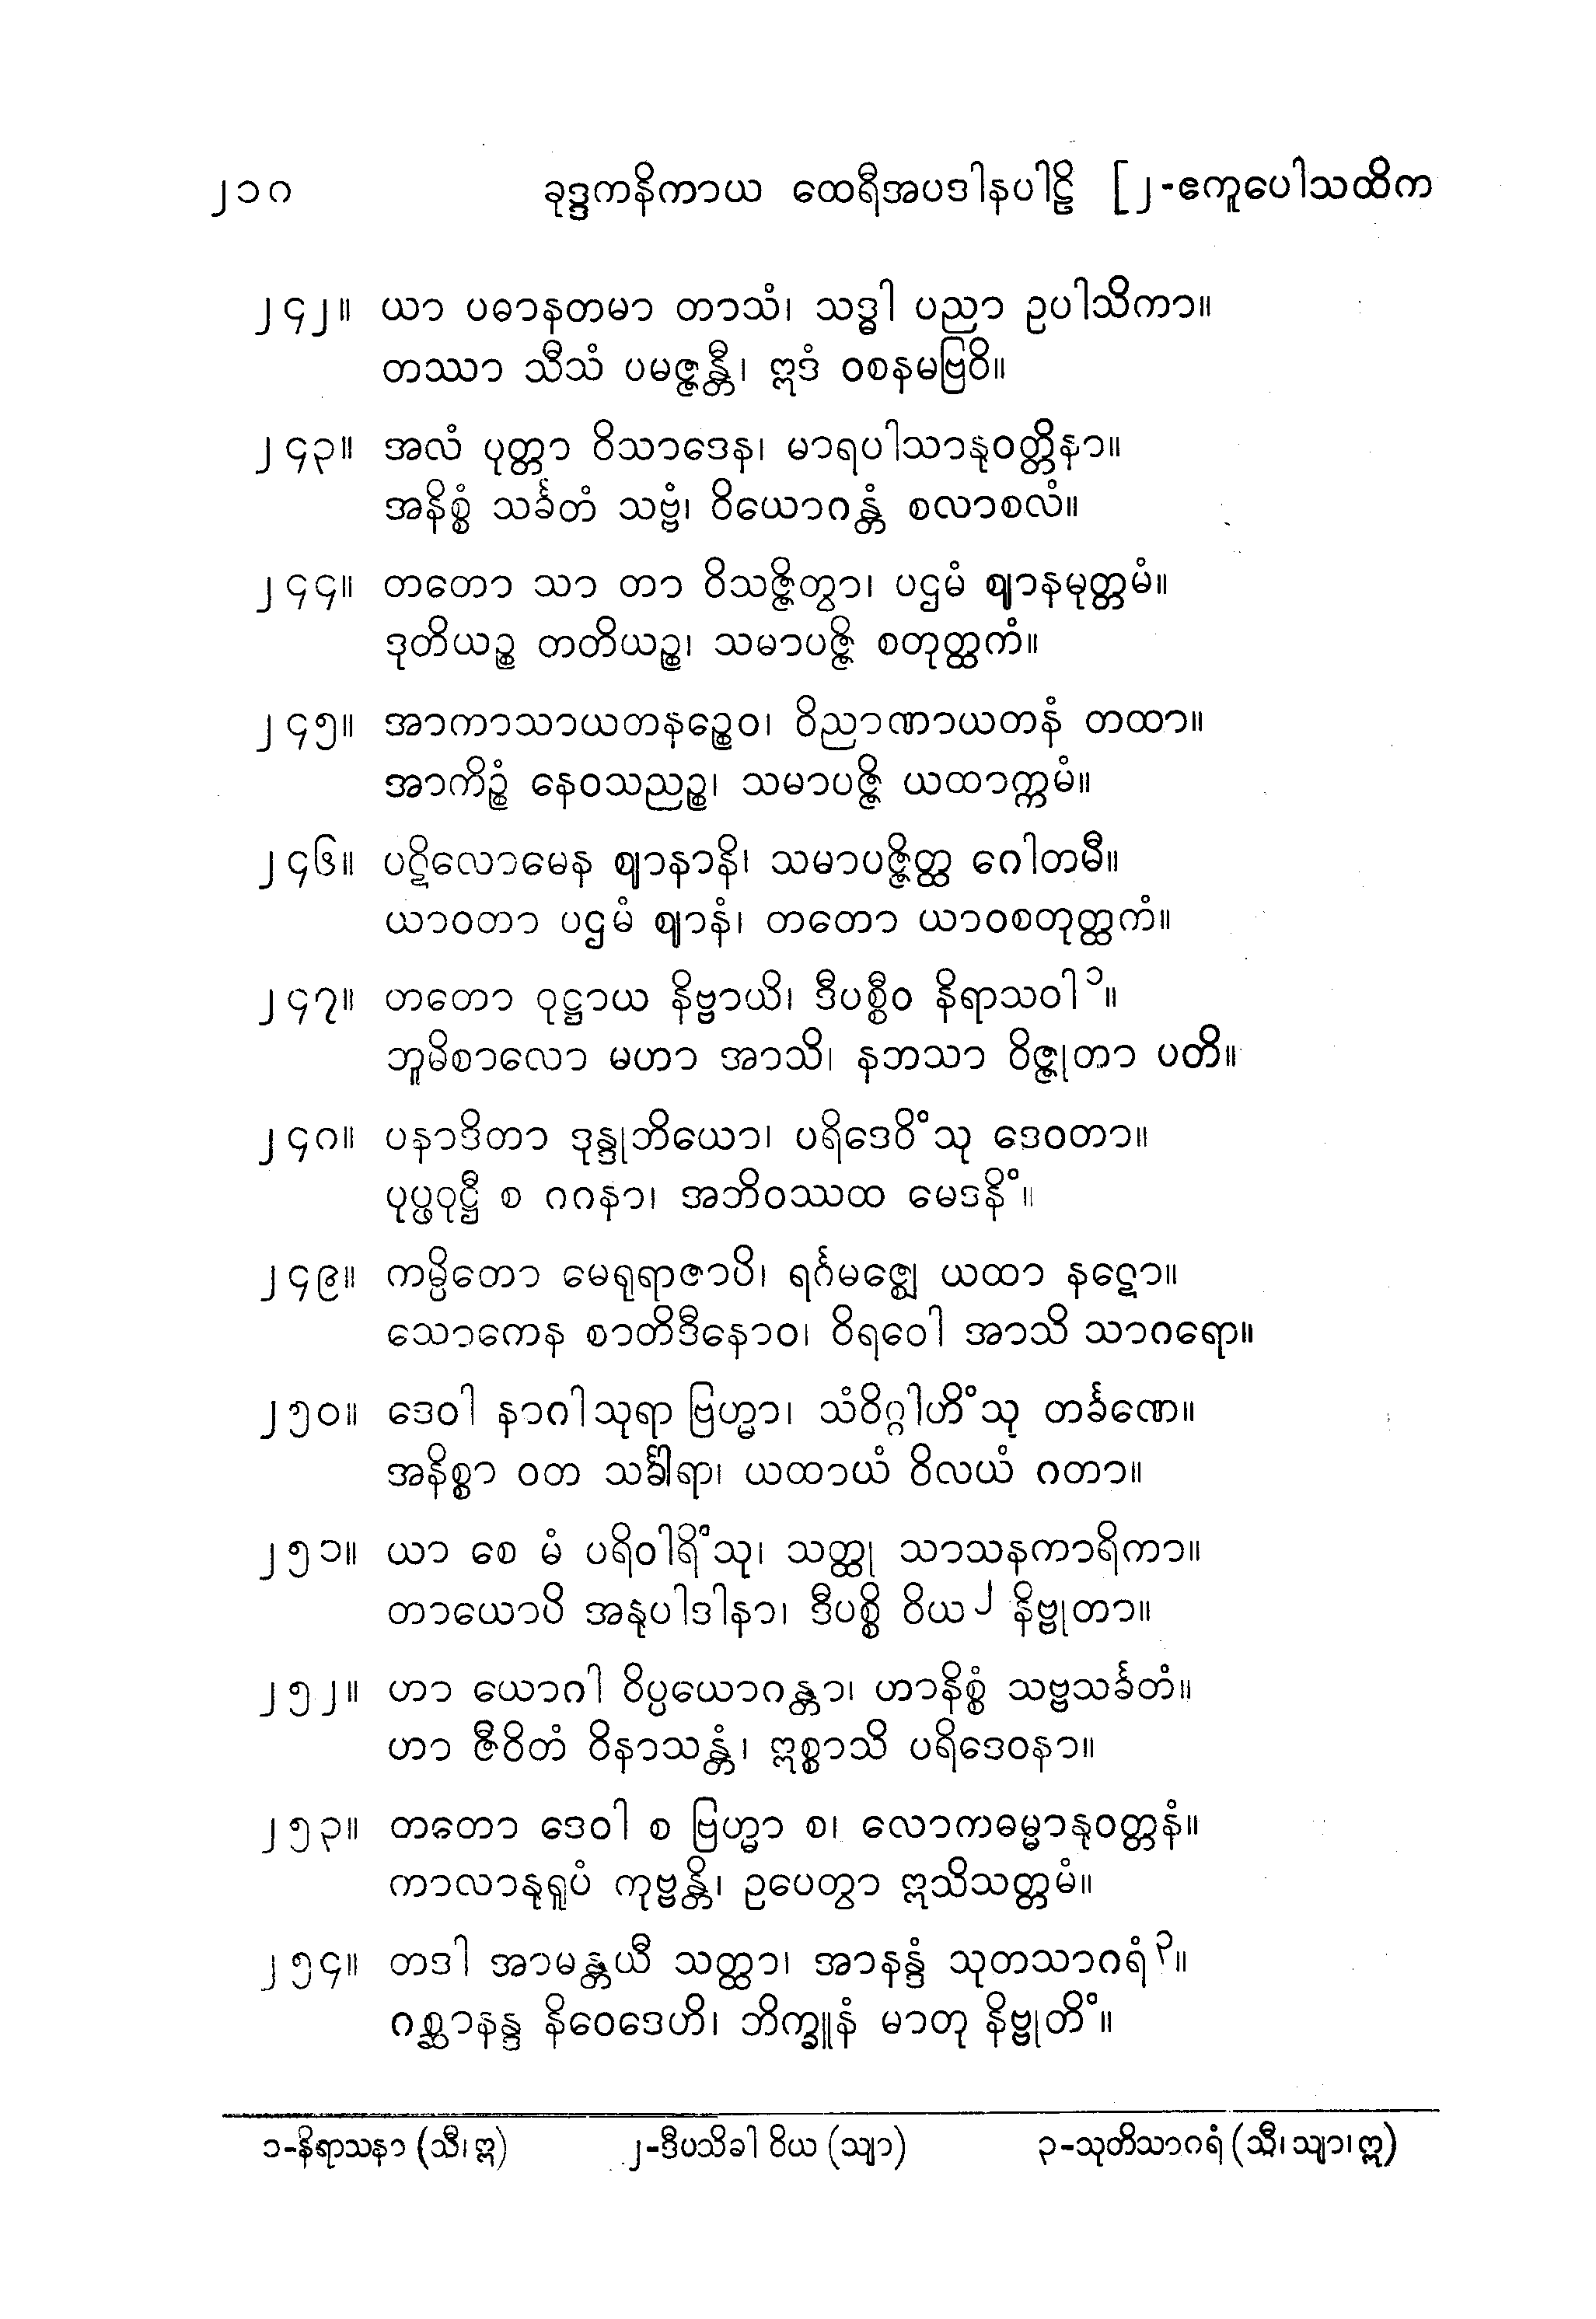 ၂၁၈ ခုဒ္ဒကနိကာယ ထေရီအပဒါနပါဠိ [၂-ဧကူပေါသထိက
၂၄၂။ ယာ ပဓာနတမာ တာသံ၊ သဒ္ဓါ ပညာ ဥပါသိကာ။
တဿာ သီသံ ပမဇ္ဇန္တီ၊ ဣဒံ ဝစနမဗြဝိ။
၂၄၃။ အလံ ပုတ္တာ ဝိသာဒေန၊ မာရပါသာနုဝတ္တိနာ။
အနိစ္စံ သင်္ခတံ သဗ္ဗံ၊ ဝိယောဂန္တံ စလာစလံ။
၂၄၄။ တတော သာ တာ ဝိသဇ္ဇိတွာ၊ ပဌမံ ဈာနမုတ္တမံ။
ဒုတိယဉ္စ တတိယဉ္စ၊ သမာပဇ္ဇိ စတုတ္ထကံ။
၂၄၅။ အာကာသာယတနဉ္စေဝ၊ ဝိညာဏာယတနံ တထာ။
အာကိဉ္စံ နေဝသညဉ္စ၊ သမာပဇ္ဇိ ယထာက္ကမံ။
၂၄၆။ ပဋိလောမေန ဈာနာနိ၊ သမာပဇ္ဇိတ္ထ ဂေါတမီ။
ယာဝတာ ပဌမံ ဈာနံ၊ တတော ယာဝစတုတ္ထကံ။
၂၄၇။ တတော ဝုဋ္ဌာယ နိဗ္ဗာယိ၊ ဒီပစ္စီဝ နိရာသဝါ ၁။
ဘူမိစာလော မဟာ အာသိ၊ နဘသာ ဝိဇ္ဇုတာ ပတိ။
၂၄၈။ ပနာဒိတာ ဒုန္ဒုဘိယော၊ ပရိဒေဝိံသု ဒေဝတာ။
ပုပ္ဖဝုဋ္ဌီ စ ဂဂနာ၊ အဘိဝဿထ မေဒနိံ။
၂၄၉။ ကမ္ပိတော မေရုရာဇာပိ၊ ရင်္ဂမဇ္ဈေ ယထာ နဋော။
သောကေန စာတိဒီနောဝ၊ ဝိရဝေါ အာသိ သာဂရော။
၂၅၀။ ဒေဝါ နာဂါသုရာ ဗြဟ္မာ၊ သံဝိဂ္ဂါဟိံသု တင်္ခဏေ။
အနိစ္စာ ဝတ သင်္ခါရာ၊ ယထာယံ ဝိလယံ ဂတာ။
၂၅၁။ ယာ စေ မံ ပရိဝါရိံသု၊ သတ္ထု သာသနကာရိကာ။
တာယောပိ အနုပါဒါနာ၊ ဒီပစ္စိ ဝိယ ၂ နိဗ္ဗုတာ။
၂၅၂။ ဟာ ယောဂါ ဝိပ္ပယောဂန္တာ၊ ဟာနိစ္စံ သဗ္ဗသင်္ခတံ။
ဟာ ဇီဝိတံ ဝိနာသန္တံ၊ ဣစ္စာသိ ပရိဒေဝနာ။
၂၅၃။ တတော ဒေဝါ စ ဗြဟ္မာ စ၊ လောကဓမ္မာနုဝတ္တနံ။
ကာလာနုရူပံ ကုဗ္ဗန္တိ၊ ဥပေတွာ ဣသိသတ္တမံ။
၂၅၄။ တဒါ အာမန္တယီ သတ္ထာ၊ အာနန္ဒံ သုတသာဂရံ ၃။
ဂစ္ဆာနန္ဒ နိဝေဒေဟိ၊ ဘိက္ခူနံ မာတု နိဗ္ဗုတိံ။
၁-နိရာသနာ (သီ၊ ဣ) ၂-ဒီပသိခါ ဝိယ (သျာ) ၃-သုတိသာဂရံ (သီ၊ သျာ၊ ဣ)